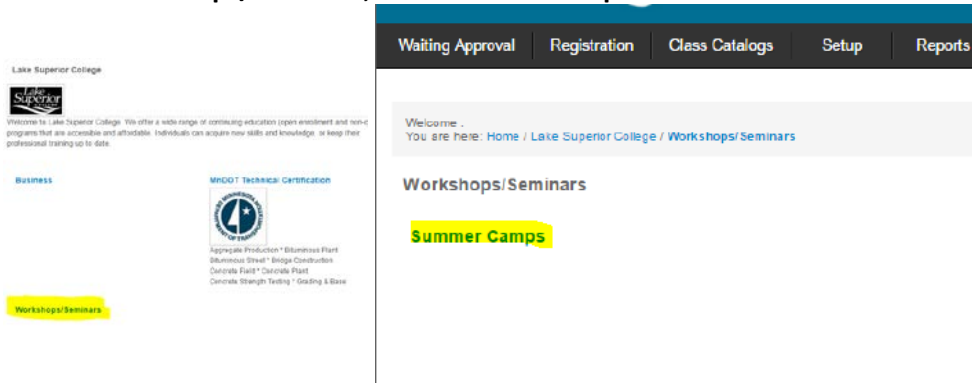 Lake Superior College
Lake
Superior
Welcome to Lake Superior College. We offer a wide range of continuing education (open enrollment and non-c
programs that are accessible and affordable. Individuals can acquire new skills and knowledge, or keep their
professional training up to date.
Business
MnDOT Technical Certification
Aggregate Production * Bituminous Plant
Bituminous Street * Bridge Construction
Concrete Field * Concrete Plant
Concrete Strength Testing * Grading & Base
Workshops/Seminars
Waiting Approval Registration Class Catalogs Setup Reports
Welcome .
You are here: Home / Lake Superior College / Workshops/Seminars
Workshops/Seminars
Summer Camps